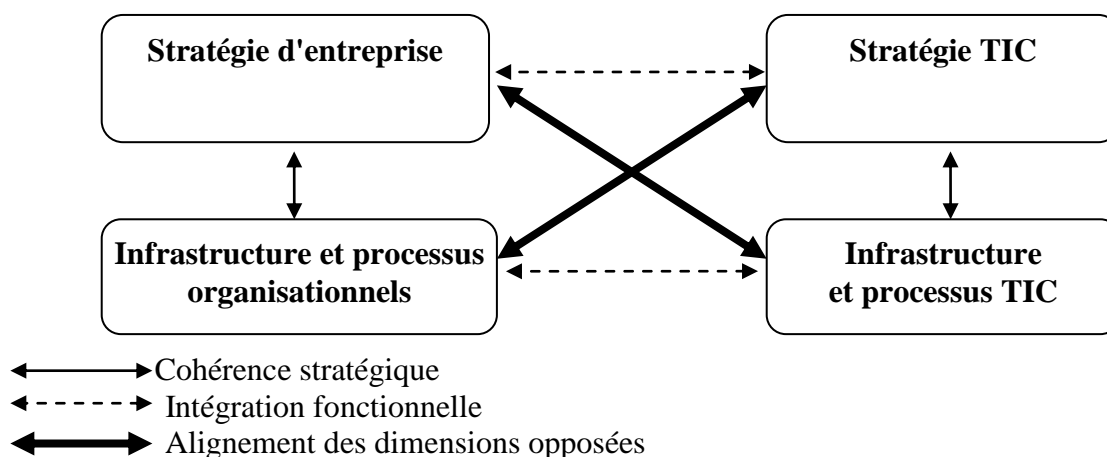 Stratégie d'entreprise
Stratégie TIC
Infrastructure et processus
organisationnels
Infrastructure
et processus TIC
Cohérence stratégique
Intégration fonctionnelle
Alignement des dimensions opposées